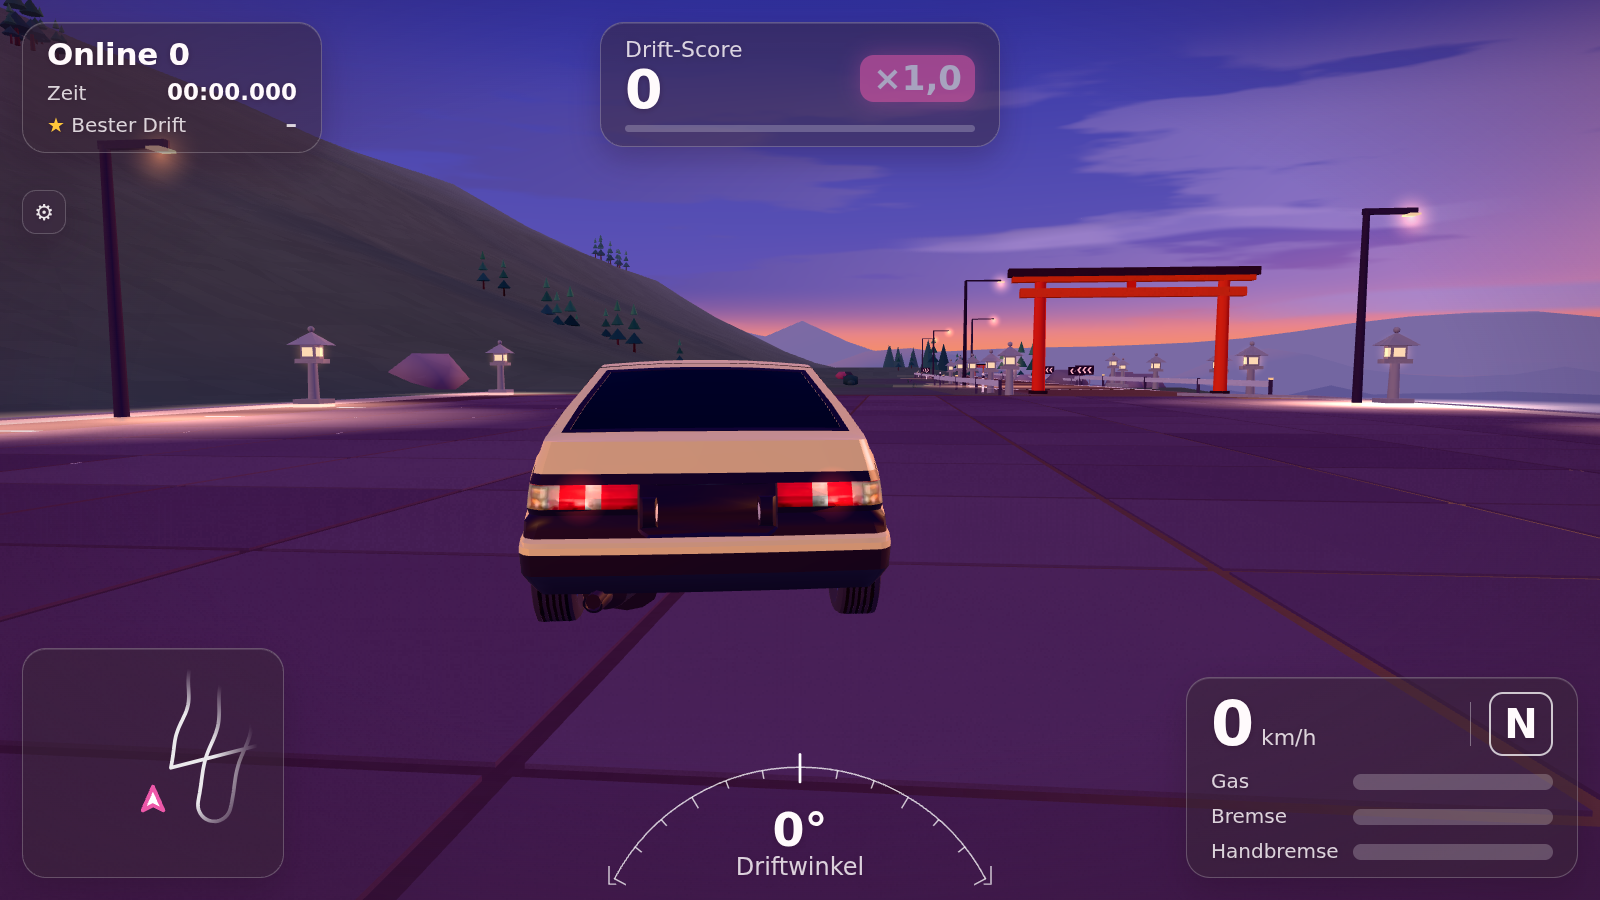 Online 0
Zeit 00:00.000
★ Bester Drift –
Drift-Score
0
×1,0
0°
Driftwinkel
0 km/h
N
Gas
Bremse
Handbremse